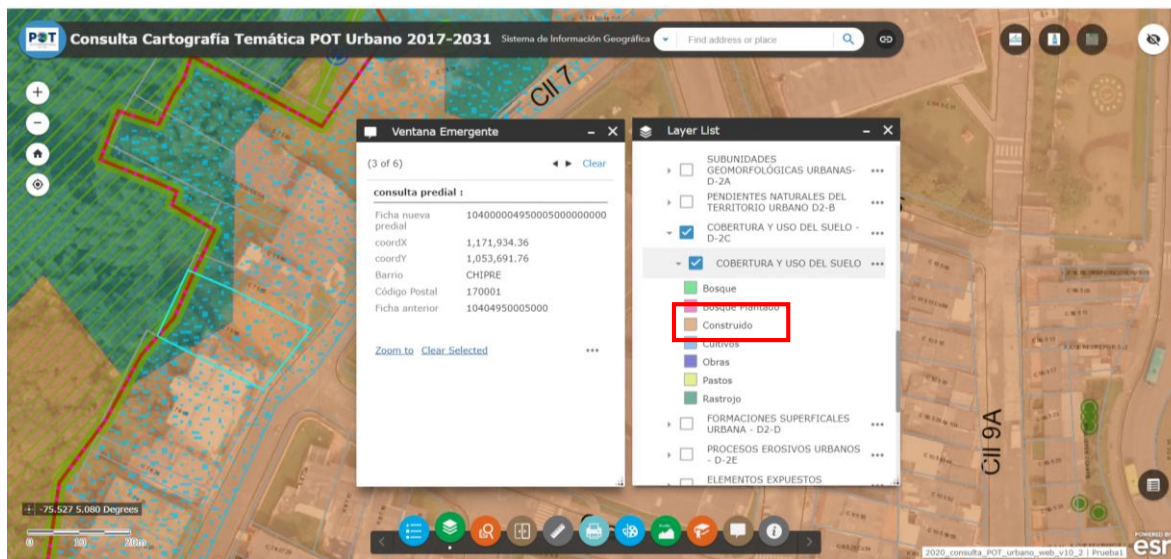 POT Consulta Cartografía Temática POT Urbano 2017-2031 Sistema de Información Geográfica Find address or place
Cll 7
Ventana Emergente
(3 of 6) Clear
consulta predial :
Ficha nueva predial 104000004950005000000000
coordX 1,171,934.36
coordY 1,053,691.76
Barrio CHIPRE
Código Postal 170001
Ficha anterior 10404950005000
Zoom to Clear Selected
Layer List
SUBUNIDADES
GEOMORFOLÓGICAS URBANAS-
D-2A
PENDIENTES NATURALES DEL
TERRITORIO URBANO D2-B
COBERTURA Y USO DEL SUELO -
D-2C
COBERTURA Y USO DEL SUELO
Bosque
Bosque Plantado
Construido
Cultivos
Obras
Pastos
Rastrojo
FORMACIONES SUPERFICALES
URBANA - D2-D
PROCESOS EROSIVOS URBANOS
- D-2E
ELEMENTOS EXPUESTOS
Cll 9A
-75.527 5.080 Degrees
0 10 20m
2020_consulta_POT_urbano_web_v10_2 | Prueba1
POWERED BY
esri